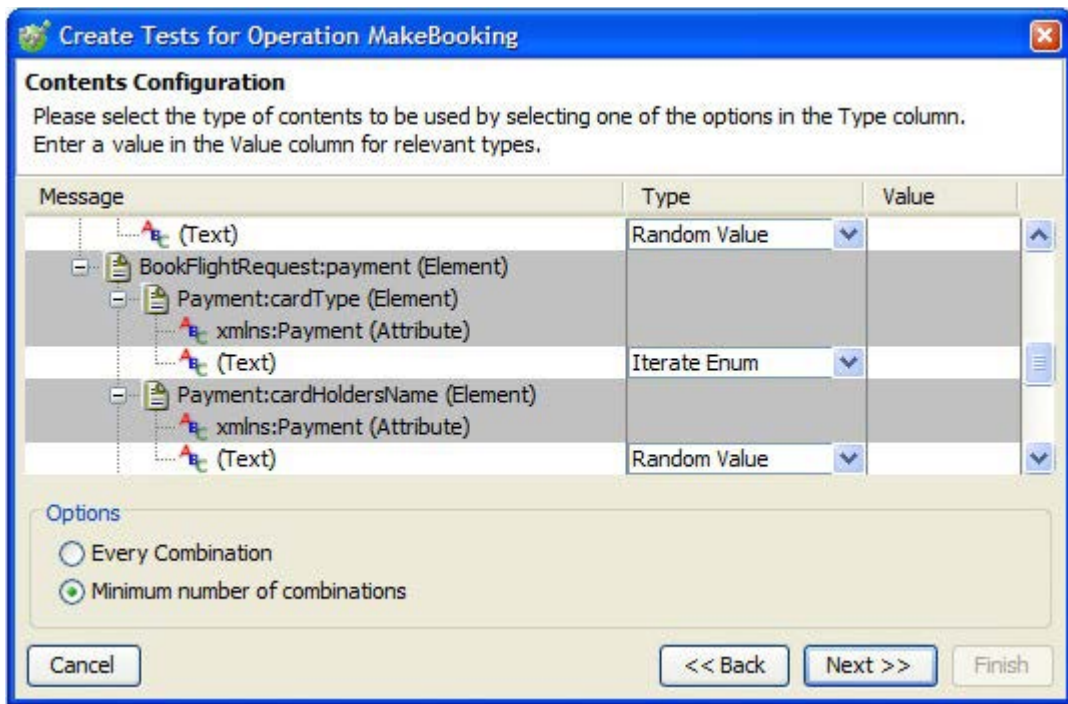 Create Tests for Operation MakeBooking
Contents Configuration
Please select the type of contents to be used by selecting one of the options in the Type column.
Enter a value in the Value column for relevant types.
Message Type Value
(Text) Random Value
BookFlightRequest:payment (Element)
Payment:cardType (Element)
xmlns:Payment (Attribute)
(Text) Iterate Enum
Payment:cardHoldersName (Element)
xmlns:Payment (Attribute)
(Text) Random Value
Options
Every Combination
Minimum number of combinations
Cancel << Back Next >> Finish